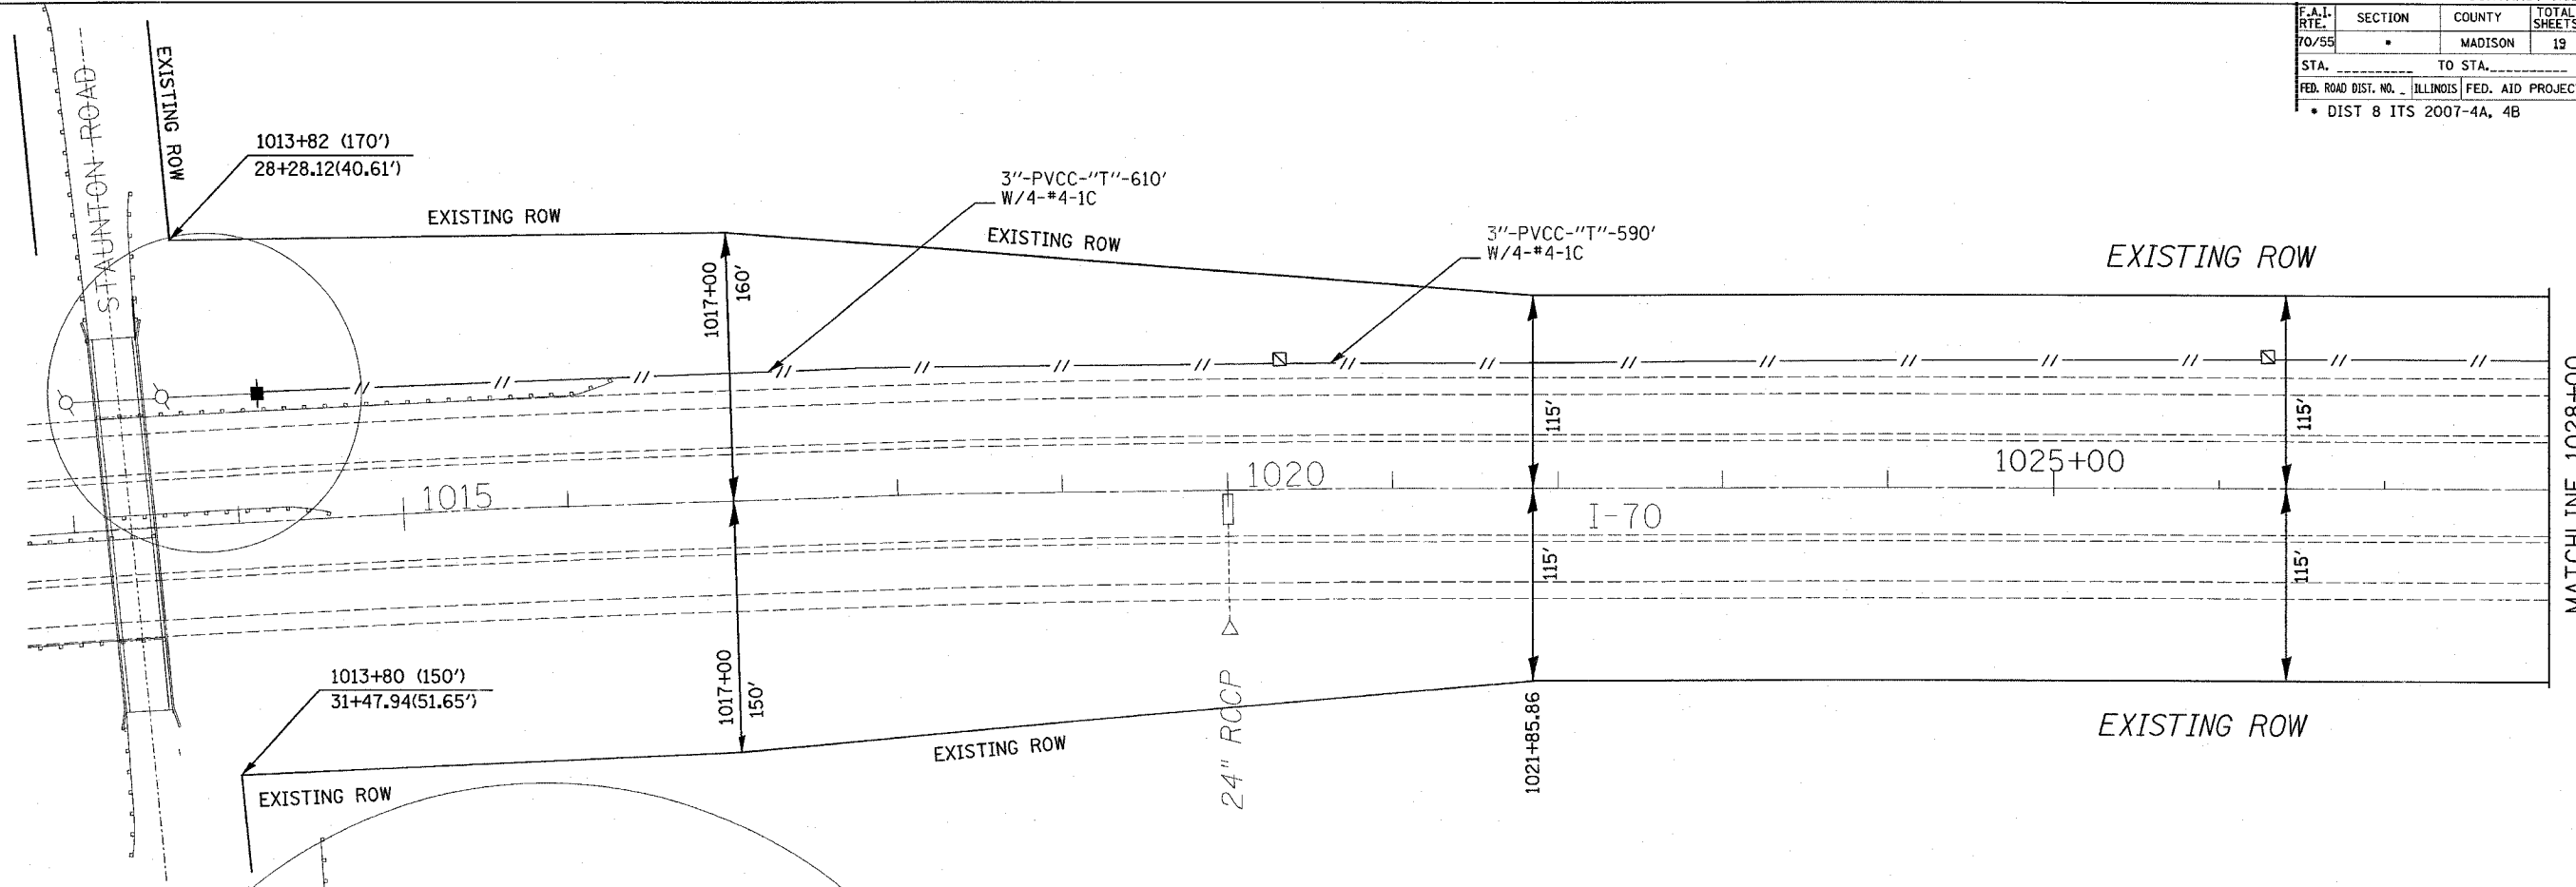 F.A.I. RTE. SECTION COUNTY TOTAL SHEETS
70/55 • MADISON 19
STA. TO STA.
FED. ROAD DIST. NO. ILLINOIS FED. AID PROJECT
• DIST 8 ITS 2007-4A, 4B
STAUNTON ROAD
EXISTING ROW
1013+82 (170')
28+28.12(40.61')
EXISTING ROW
3"-PVCC-"T"-610'
W/4-#4-1C
EXISTING ROW
3"-PVCC-"T"-590'
W/4-#4-1C
EXISTING ROW
1017+00
160'
115'
115'
MATCHLINE 1028+00
1015
1020
1025+00
I-70
115'
115'
1013+80 (150')
31+47.94(51.65')
1017+00
150'
24" RCCP
1021+85.86
EXISTING ROW
EXISTING ROW
EXISTING ROW